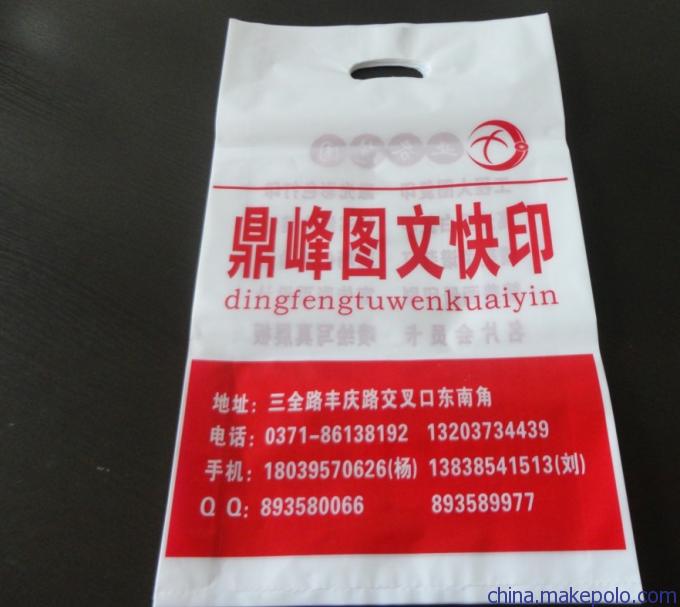 鼎峰图文快印
dingfengtuwenkuaiyin
地址：三全路丰庆路交叉口东南角
电话：0371-86138192 13203734439
手机：18039570626(杨) 13838541513(刘)
Q Q：893580066 893589977
china.makepolo.com